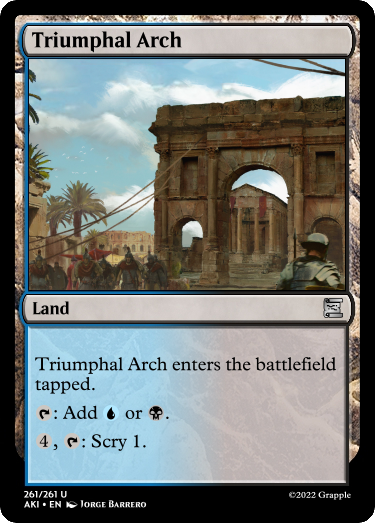 Triumphal Arch
Land
Triumphal Arch enters the battlefield
tapped.
: Add or .
4 , : Scry 1.
261/261 U
AKI • EN Jorge Barrero
©2022 Grapple